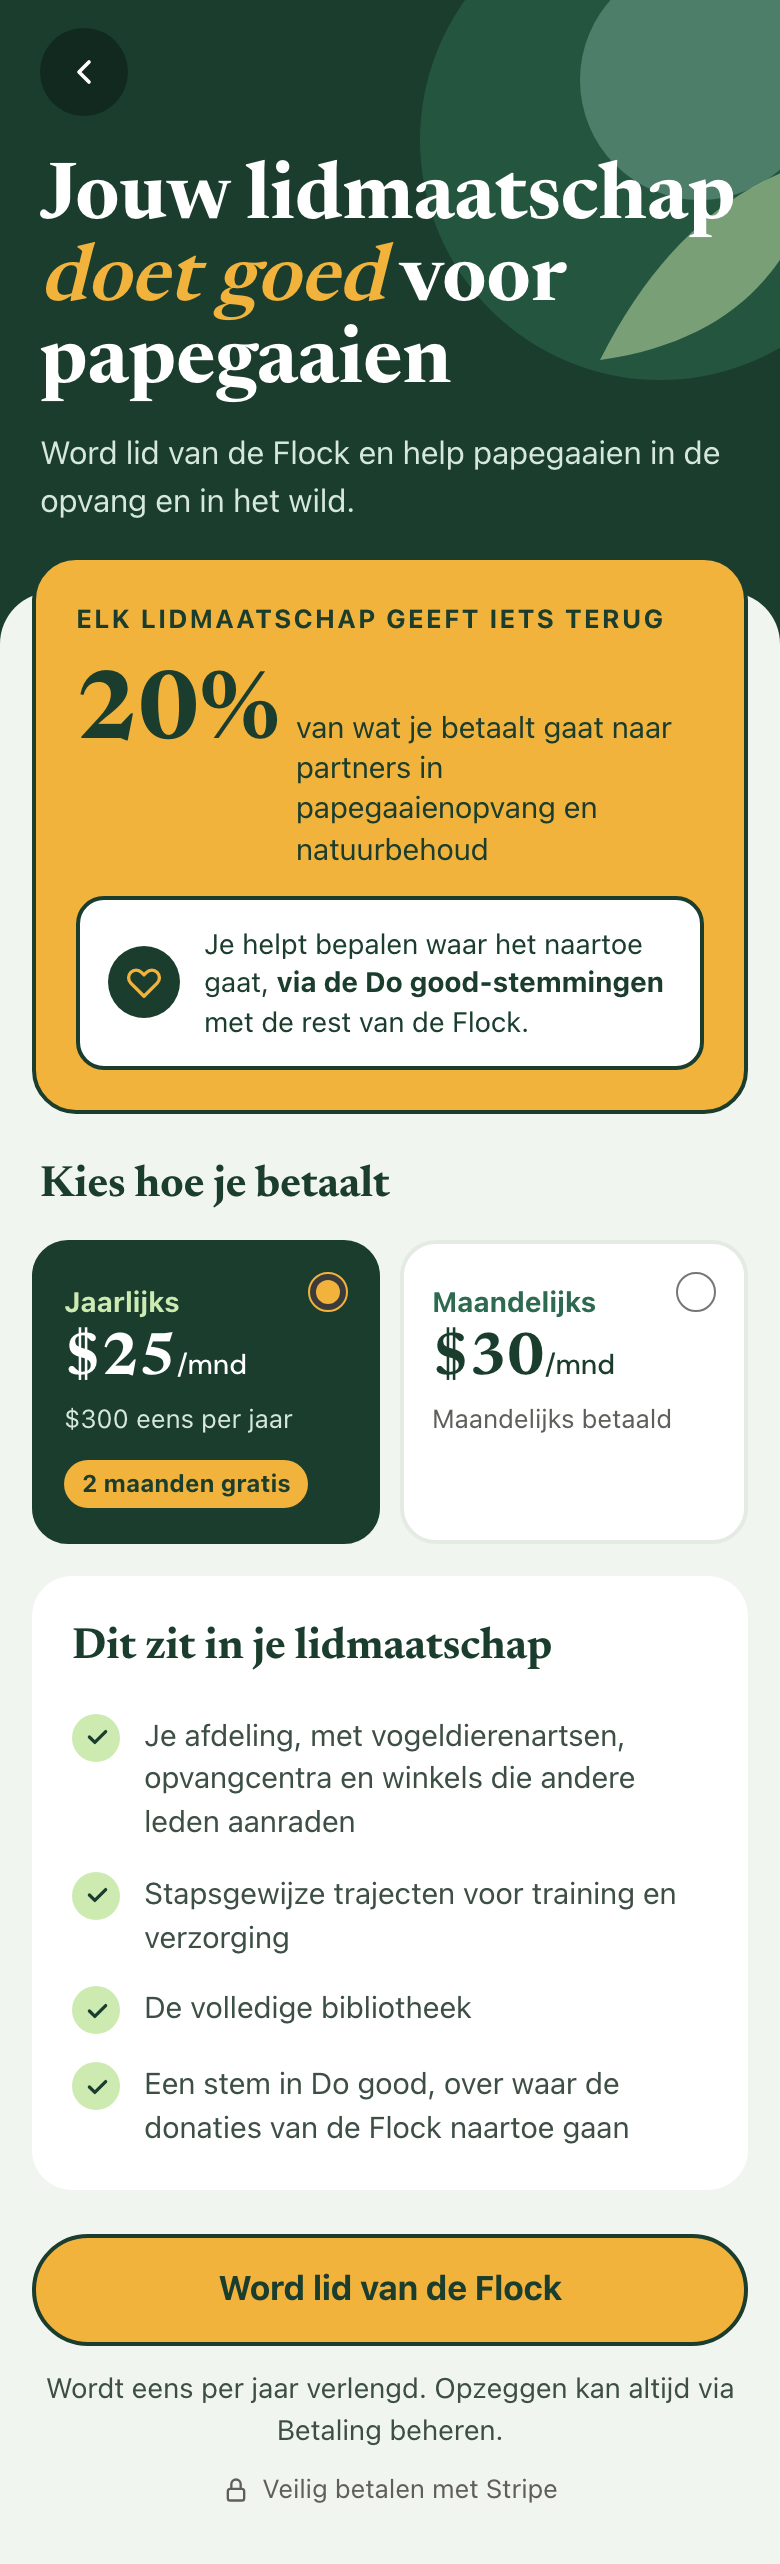 Jouw lidmaatschap
doet goed voor
papegaaien
Word lid van de Flock en help papegaaien in de
opvang en in het wild.
ELK LIDMAATSCHAP GEEFT IETS TERUG
20% van wat je betaalt gaat naar
partners in
papegaaienopvang en
natuurbehoud
Je helpt bepalen waar het naartoe
gaat, via de Do good-stemmingen
met de rest van de Flock.
Kies hoe je betaalt
Jaarlijks
$25/mnd
$300 eens per jaar
2 maanden gratis
Maandelijks
$30/mnd
Maandelijks betaald
Dit zit in je lidmaatschap
Je afdeling, met vogeldierenartsen,
opvangcentra en winkels die andere
leden aanraden
Stapsgewijze trajecten voor training en
verzorging
De volledige bibliotheek
Een stem in Do good, over waar de
donaties van de Flock naartoe gaan
Word lid van de Flock
Wordt eens per jaar verlengd. Opzeggen kan altijd via
Betaling beheren.
Veilig betalen met Stripe